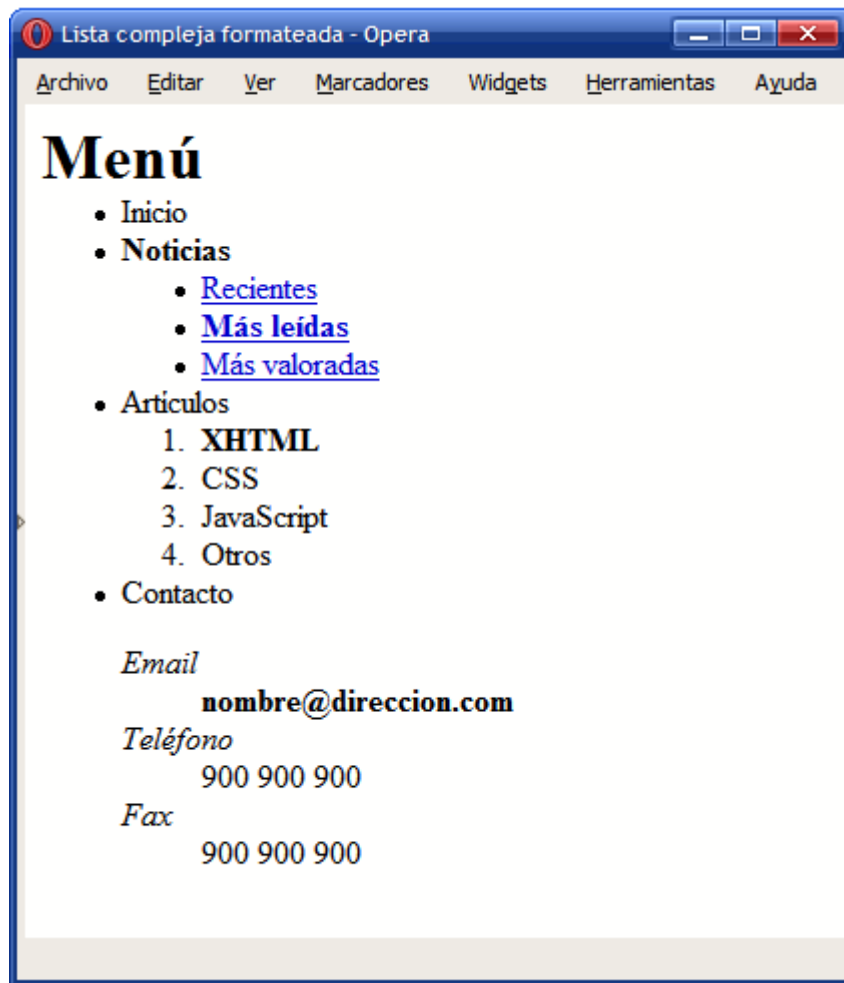 Lista compleja formateada - Opera
Archivo Editar Ver Marcadores Widgets Herramientas Ayuda
Menú
• Inicio
• Noticias
• Recientes
• Más leídas
• Más valoradas
• Artículos
1. XHTML
2. CSS
3. JavaScript
4. Otros
• Contacto
Email
nombre@direccion.com
Teléfono
900 900 900
Fax
900 900 900